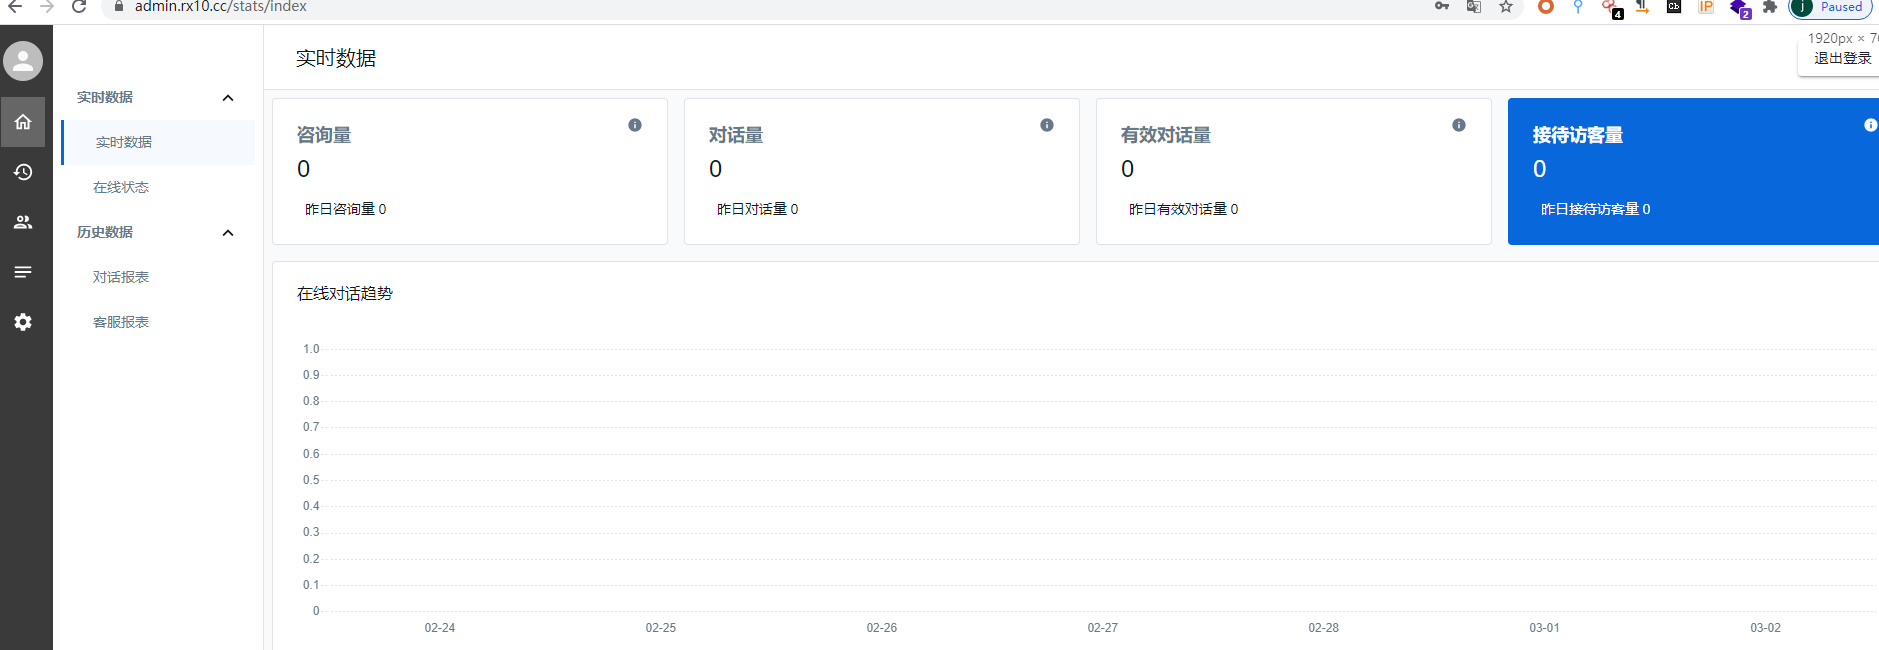 admin.rx10.cc/stats/index
4
Cb
IP
2
j
Paused
1920px × 70
退出登录
实时数据
实时数据
实时数据
在线状态
历史数据
对话报表
客服报表
咨询量
0
昨日咨询量 0
对话量
0
昨日对话量 0
有效对话量
0
昨日有效对话量 0
接待访客量
0
昨日接待访客量 0
在线对话趋势
1.0
0.9
0.8
0.7
0.6
0.5
0.4
0.3
0.2
0.1
0
02-24 02-25 02-26 02-27 02-28 03-01 03-02